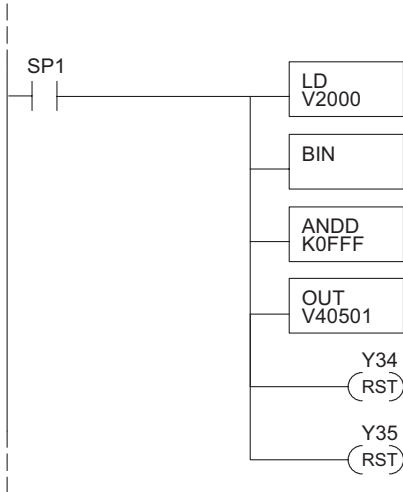 SP1
LD
V2000
BIN
ANDD
K0FFF
OUT
V40501
Y34
RST
Y35
RST